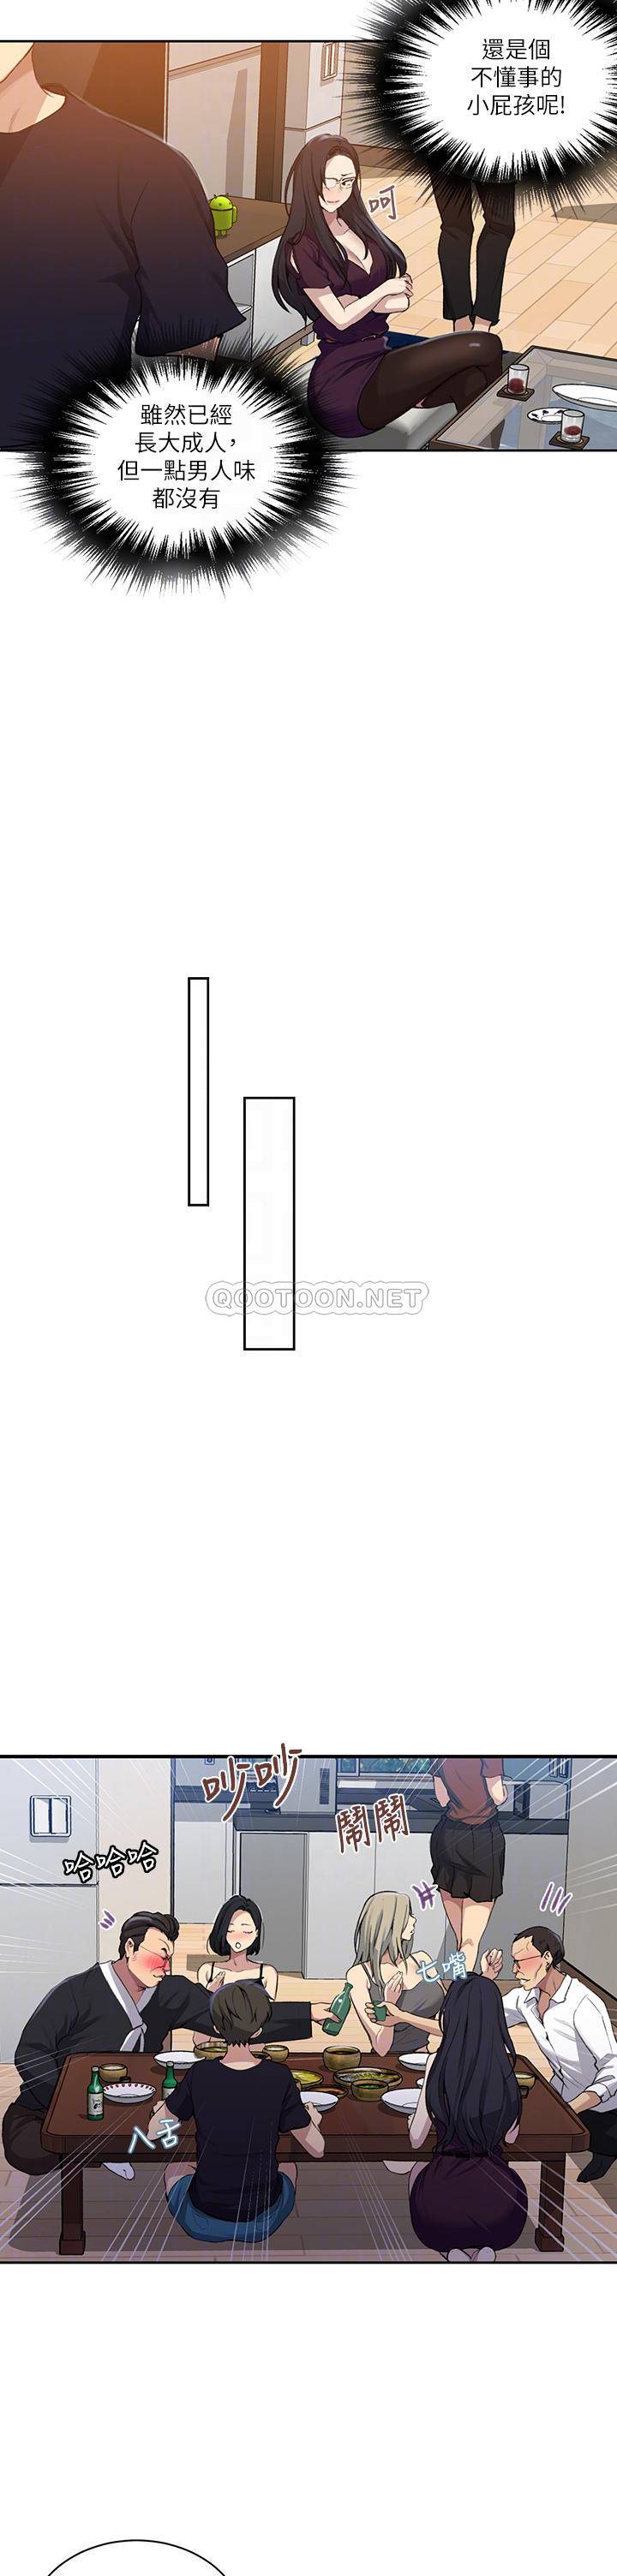 還是個
不懂事的
小屁孩呢!
呵
雖然已經
長大成人,
但一點男人味
都沒有
QOOTOON.NET
吵吵
鬧鬧
哈哈哈
七嘴
八舌